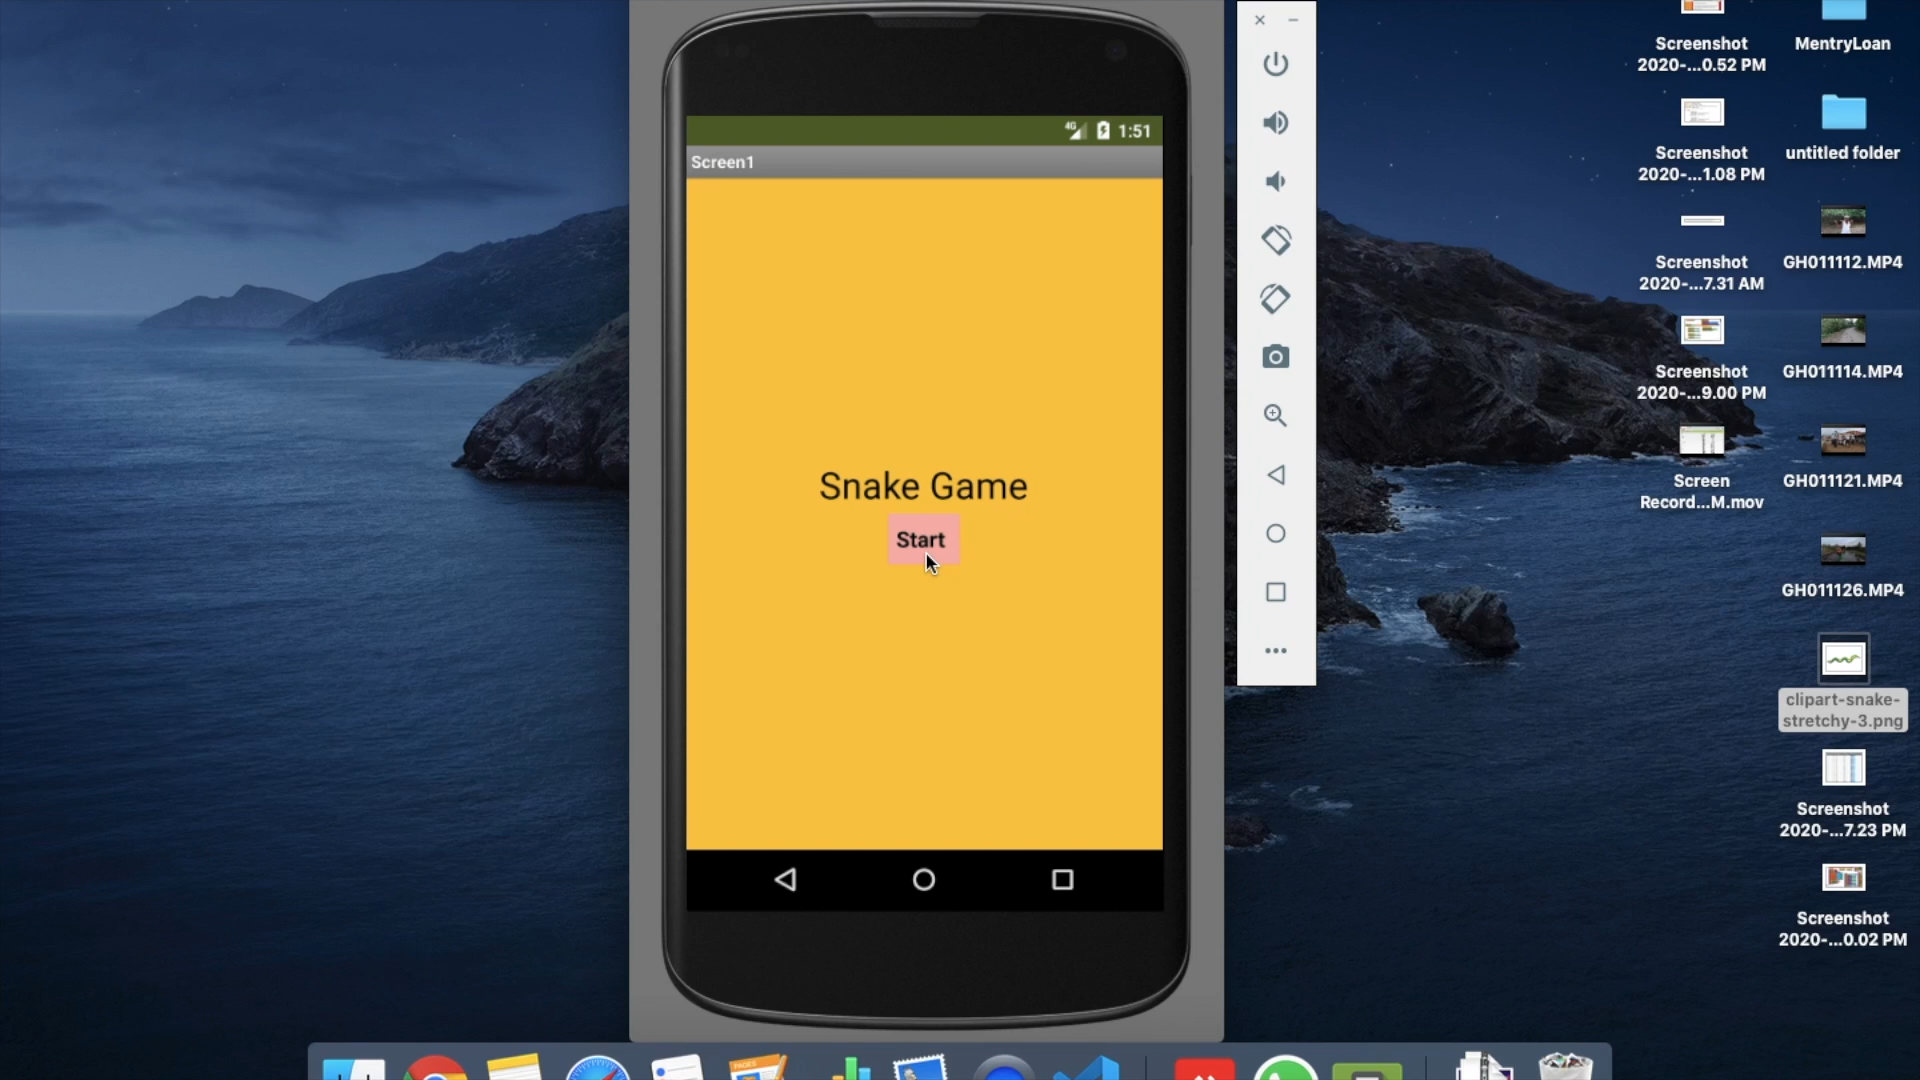 4G 1:51
Screen1
Snake Game
Start
Screenshot
2020-...0.52 PM
Screenshot
2020-...1.08 PM
Screenshot
2020-...7.31 AM
Screenshot
2020-...9.00 PM
Screen
Record...M.mov
MentryLoan
untitled folder
GH011112.MP4
GH011114.MP4
GH011121.MP4
GH011126.MP4
clipart-snake-
stretchy-3.png
Screenshot
2020-...7.23 PM
Screenshot
2020-...0.02 PM
PAGES